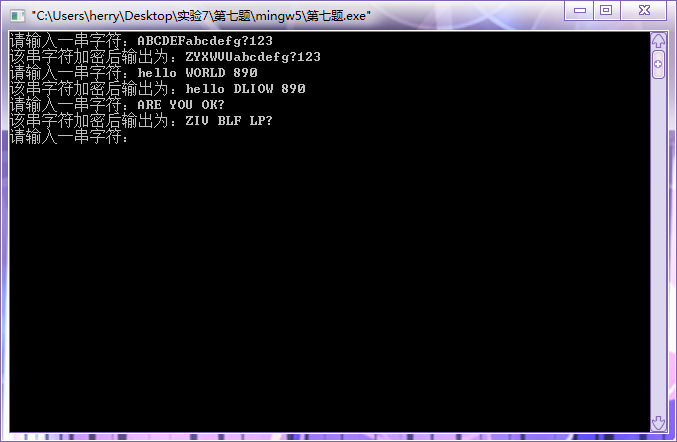 "C:\Users\herry\Desktop\实验7\第七题\mingw5\第七题.exe"
请输入一串字符：ABCDEFabcdefg?123
该串字符加密后输出为：ZYXWVUabcdefg?123
请输入一串字符：hello WORLD 890
该串字符加密后输出为：hello DLIOW 890
请输入一串字符：ARE YOU OK?
该串字符加密后输出为：ZIV BLF LP?
请输入一串字符：